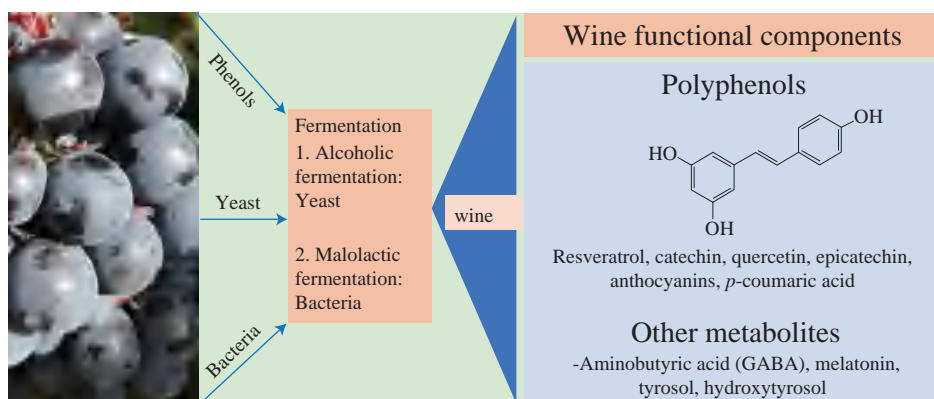 Phenols
Yeast
Bacteria
Fermentation
1. Alcoholic
fermentation:
Yeast
2. Malolactic
fermentation:
Bacteria
wine
Wine functional components
Polyphenols
OH
HO
OH
Resveratrol, catechin, quercetin, epicatechin,
anthocyanins, p-coumaric acid
Other metabolites
-Aminobutyric acid (GABA), melatonin,
tyrosol, hydroxytyrosol